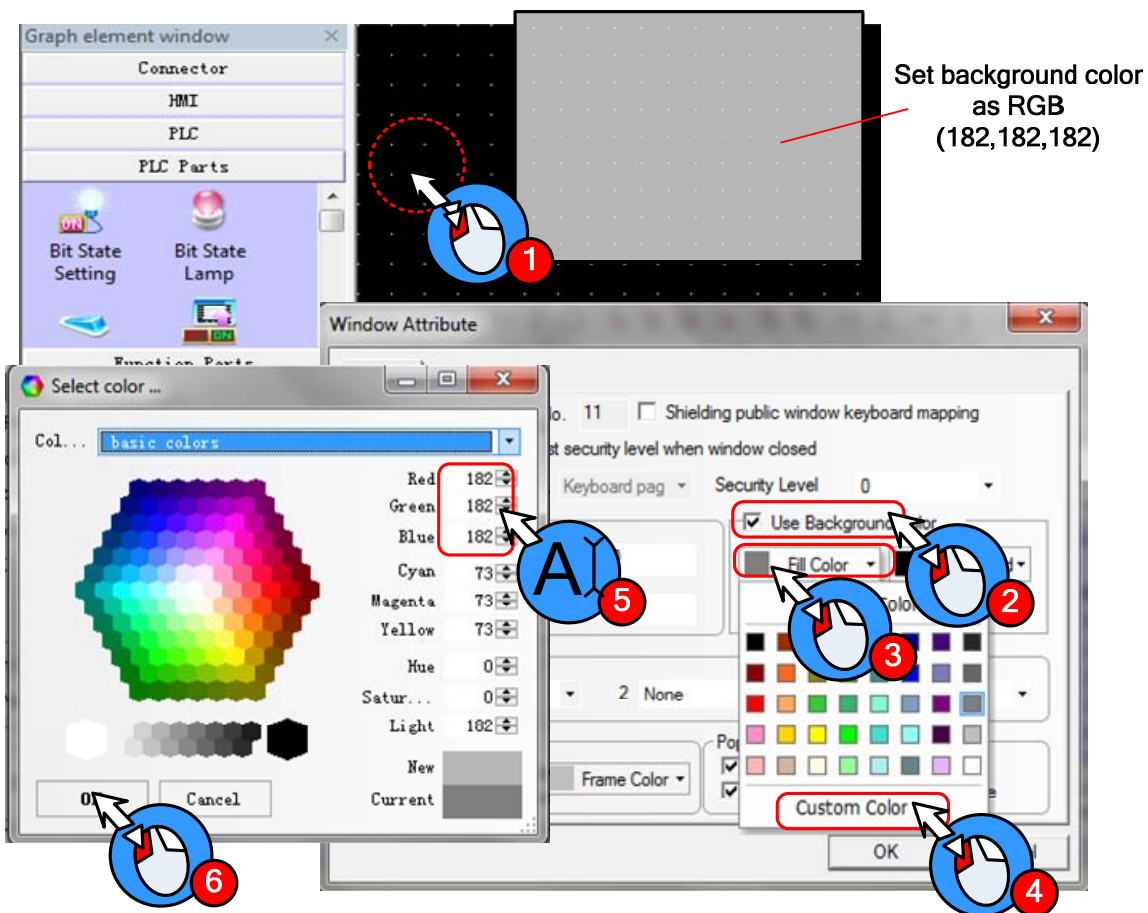 Graph element window
Connector
HMI
PLC
PLC Parts
ON
Bit State
Setting
Bit State
Lamp
ON
Set background color
as RGB
(182,182,182)
1
Window Attribute
No. 11 Shielding public window keyboard mapping
security level when window closed
Keyboard pag Security Level 0
Use Background
Fill Color
2
3
2 None
Frame Color
Custom Color
OK
4
Select color ...
Col... basic colors
Red 182
Green 182
Blue 182
Cyan 73
Magenta 73
Yellow 73
Hue 0
Satur... 0
Light 182
New
Current
Cancel
A
5
6